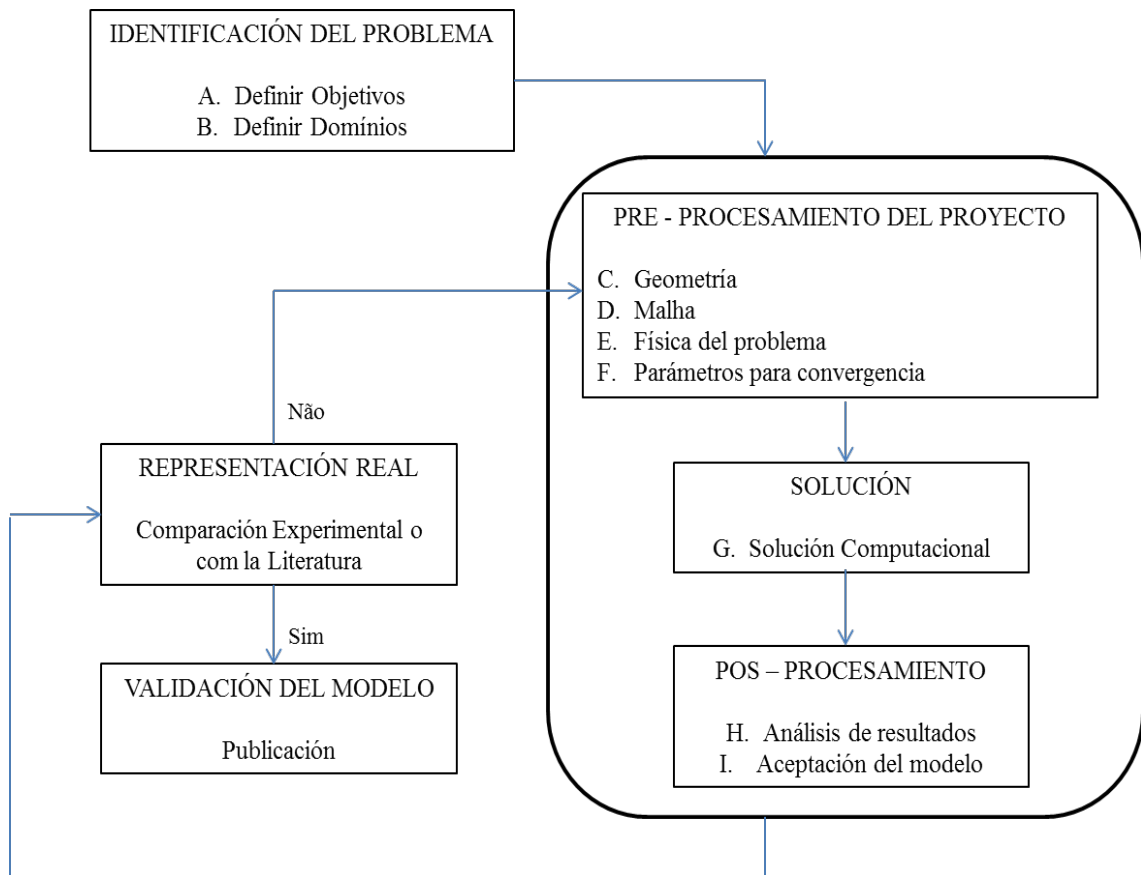 IDENTIFICACIÓN DEL PROBLEMA
A. Definir Objetivos
B. Definir Domínios
PRE - PROCESAMIENTO DEL PROYECTO
C. Geometría
D. Malha
E. Física del problema
F. Parámetros para convergencia
Não
REPRESENTACIÓN REAL
Comparación Experimental o
com la Literatura
SOLUCIÓN
G. Solución Computacional
Sim
VALIDACIÓN DEL MODELO
Publicación
POS – PROCESAMIENTO
H. Análisis de resultados
I. Aceptación del modelo